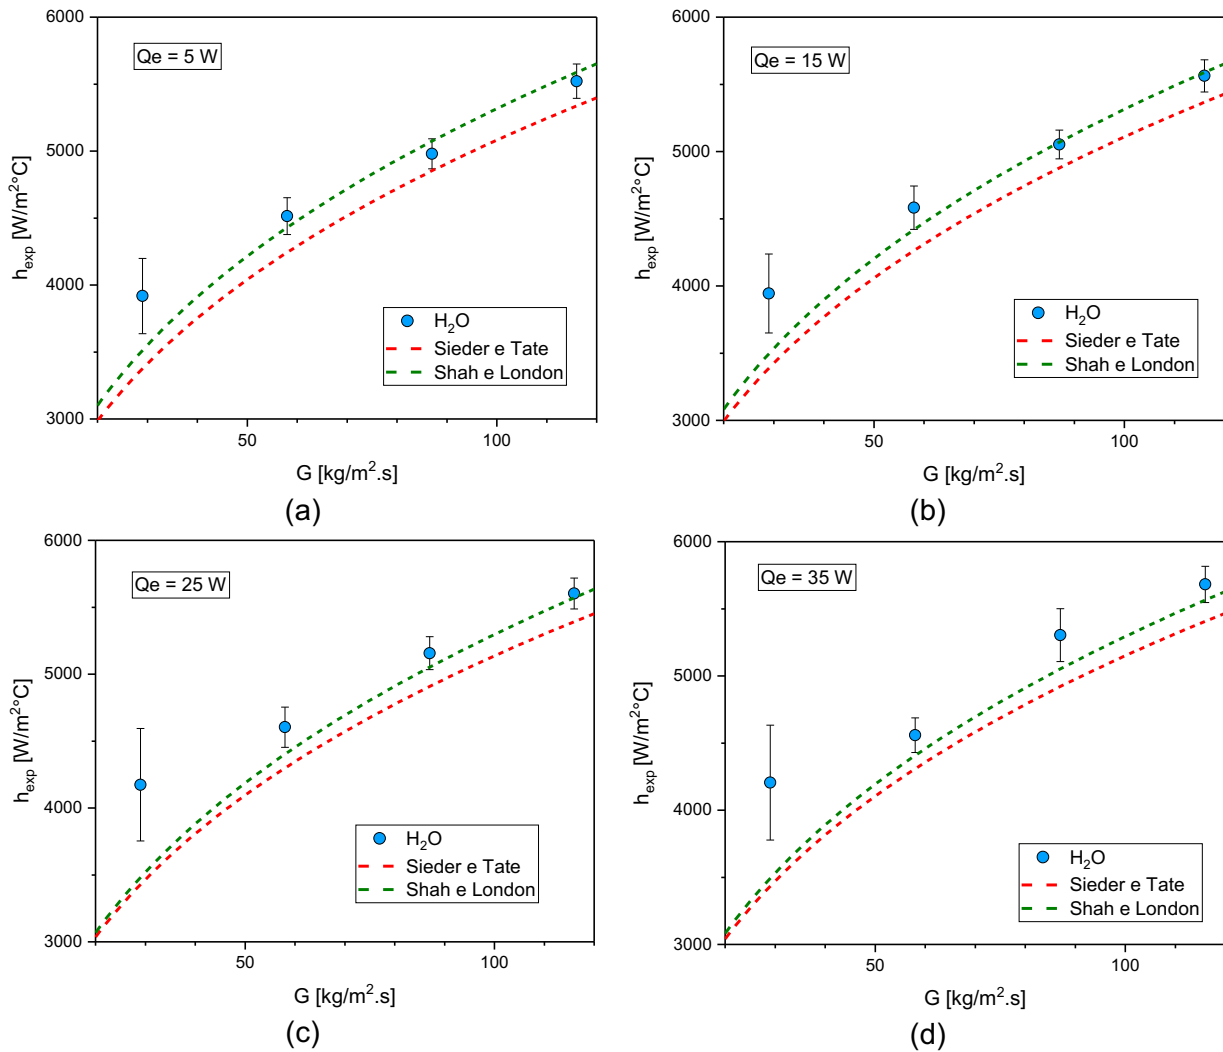 6000
5000
4000
3000
h_exp [W/m²°C]
Qe = 5 W
H₂O
Sieder e Tate
Shah e London
50
100
G [kg/m².s]
(a)
6000
5000
4000
3000
h_exp [W/m²°C]
Qe = 15 W
H₂O
Sieder e Tate
Shah e London
50
100
G [kg/m².s]
(b)
6000
5000
4000
3000
h_exp [W/m²°C]
Qe = 25 W
H₂O
Sieder e Tate
Shah e London
50
100
G [kg/m².s]
(c)
6000
5000
4000
3000
h_exp [W/m²°C]
Qe = 35 W
H₂O
Sieder e Tate
Shah e London
50
100
G [kg/m².s]
(d)